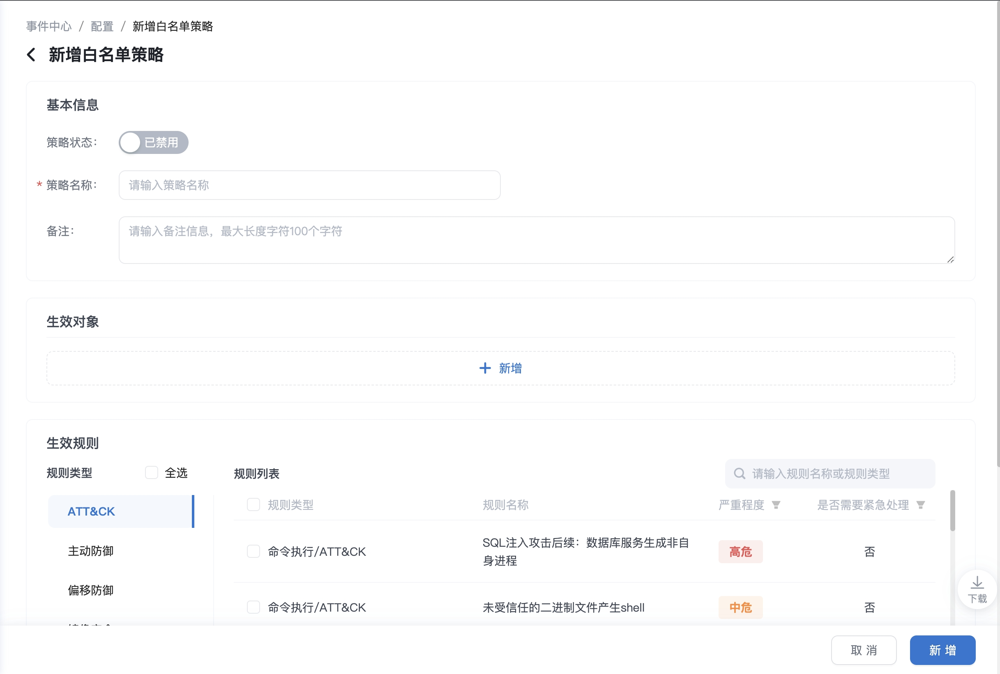 事件中心 / 配置 / 新增白名单策略
新增白名单策略
基本信息
策略状态：
已禁用
* 策略名称：
请输入策略名称
备注：
请输入备注信息，最大长度字符100个字符
生效对象
新增
生效规则
规则类型
全选
规则列表
请输入规则名称或规则类型
ATT&CK
主动防御
偏移防御
规则类型 规则名称 严重程度 是否需要紧急处理
命令执行/ATT&CK
SQL注入攻击后续：数据库服务生成非自
身进程
高危
否
命令执行/ATT&CK
未受信任的二进制文件产生shell
中危
否
下载
取 消
新 增